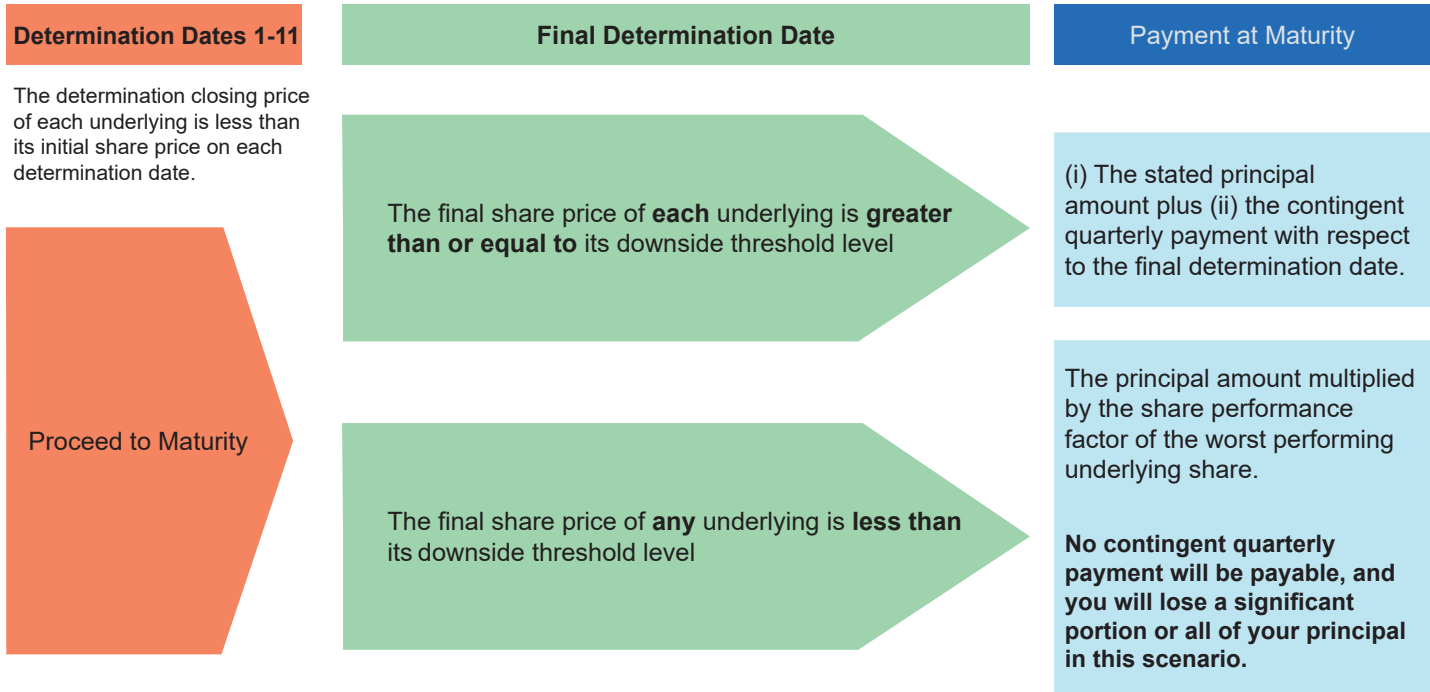 Determination Dates 1-11
The determination closing price
of each underlying is less than
its initial share price on each
determination date.
Proceed to Maturity
Final Determination Date
The final share price of each underlying is greater
than or equal to its downside threshold level
The final share price of any underlying is less than
its downside threshold level
Payment at Maturity
(i) The stated principal
amount plus (ii) the contingent
quarterly payment with respect
to the final determination date.
The principal amount multiplied
by the share performance
factor of the worst performing
underlying share.
No contingent quarterly
payment will be payable, and
you will lose a significant
portion or all of your principal
in this scenario.